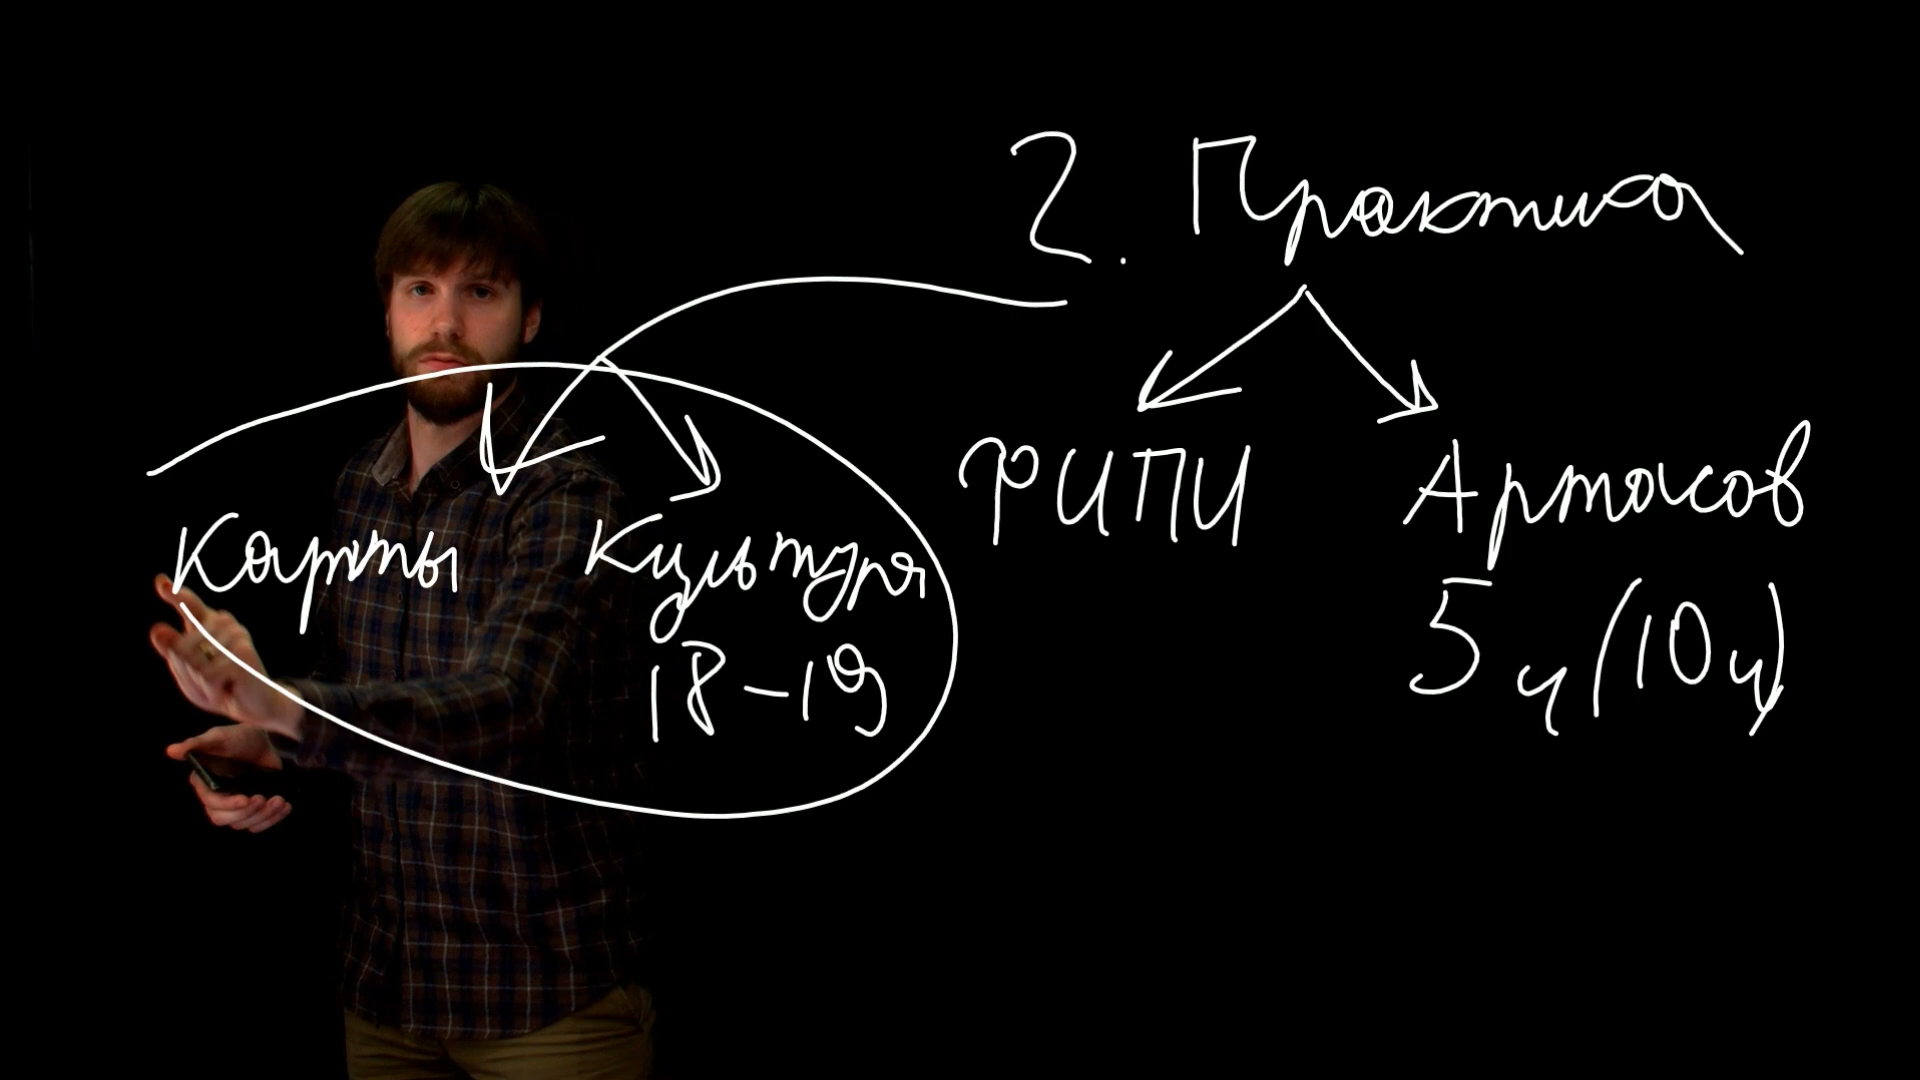 2. Практика
ФИПИ Артасов
5ч (10ч)
Карты Культура
18-19